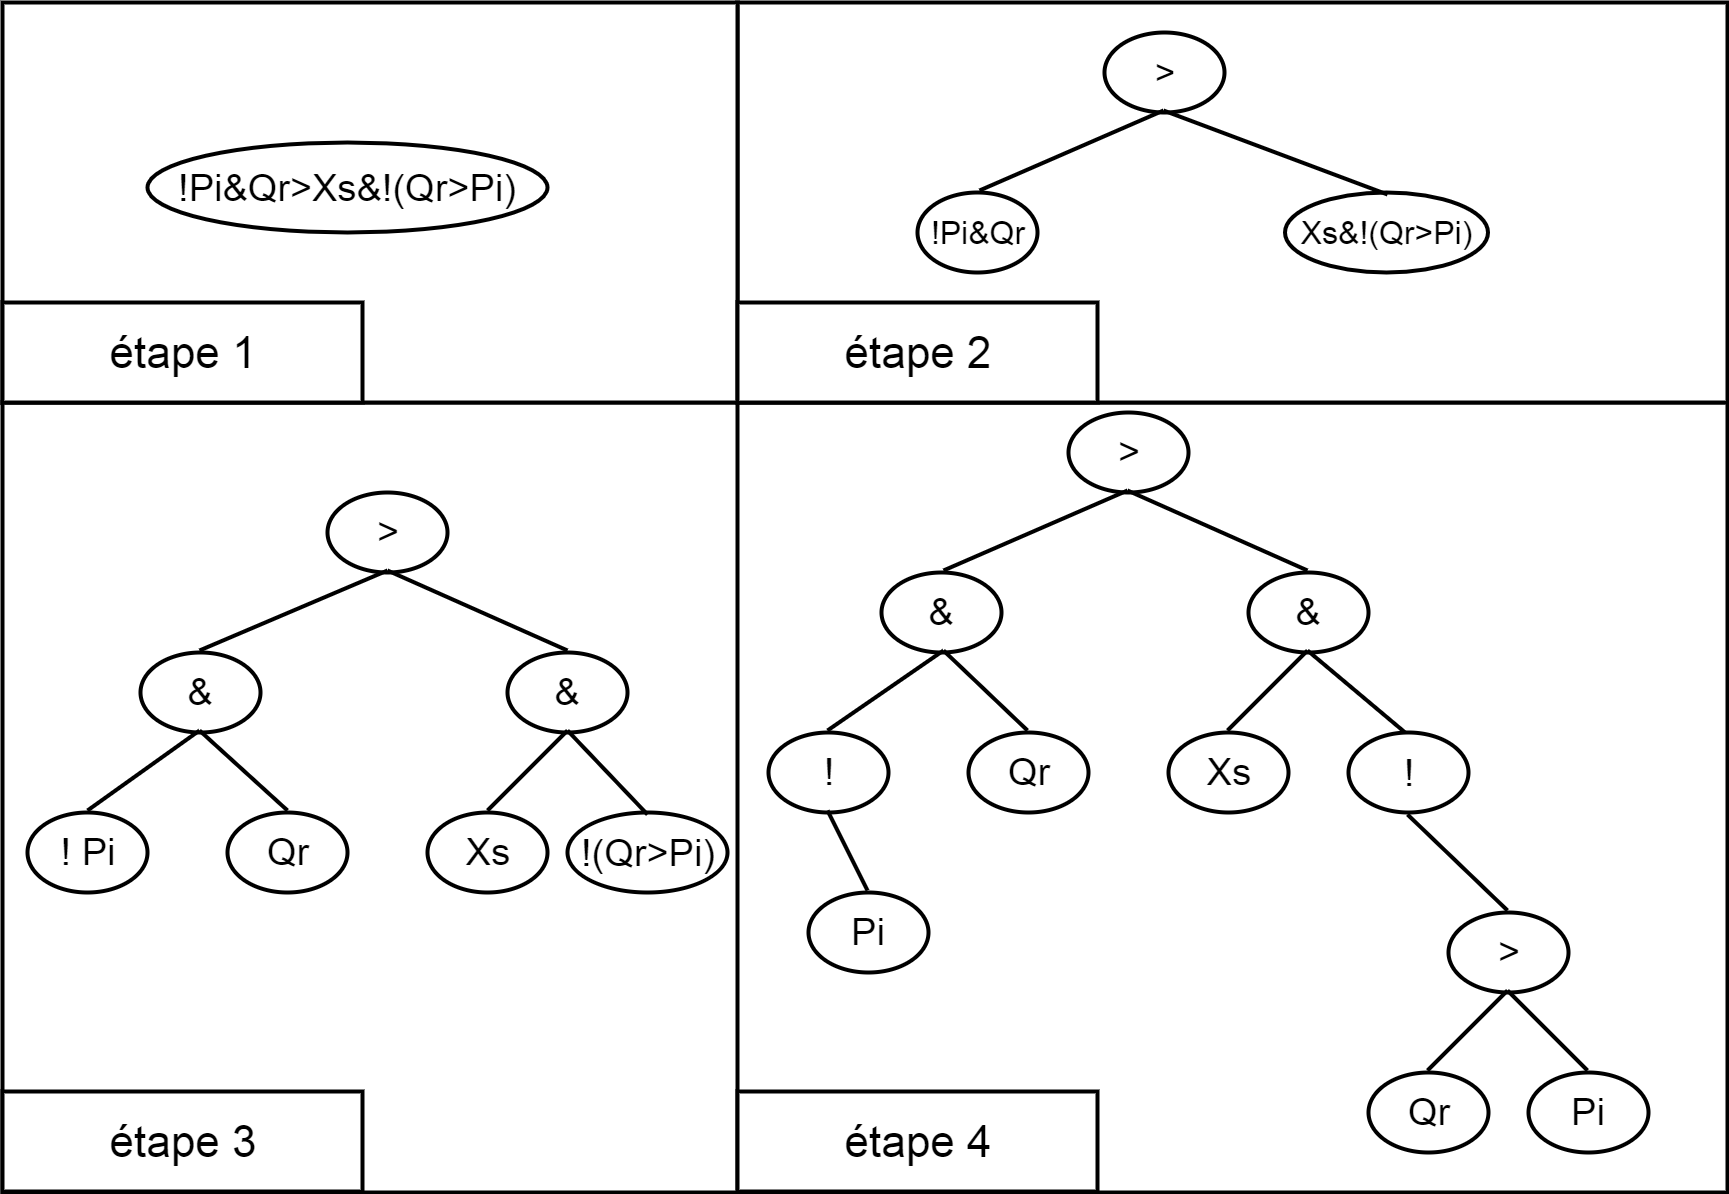 !Pi&Qr>Xs&!(Qr>Pi)
étape 1
>
!Pi&Qr
Xs&!(Qr>Pi)
étape 2
>
&
&
! Pi
Qr
Xs
!(Qr>Pi)
étape 3
>
&
&
!
Qr
Xs
!
Pi
>
Qr
Pi
étape 4